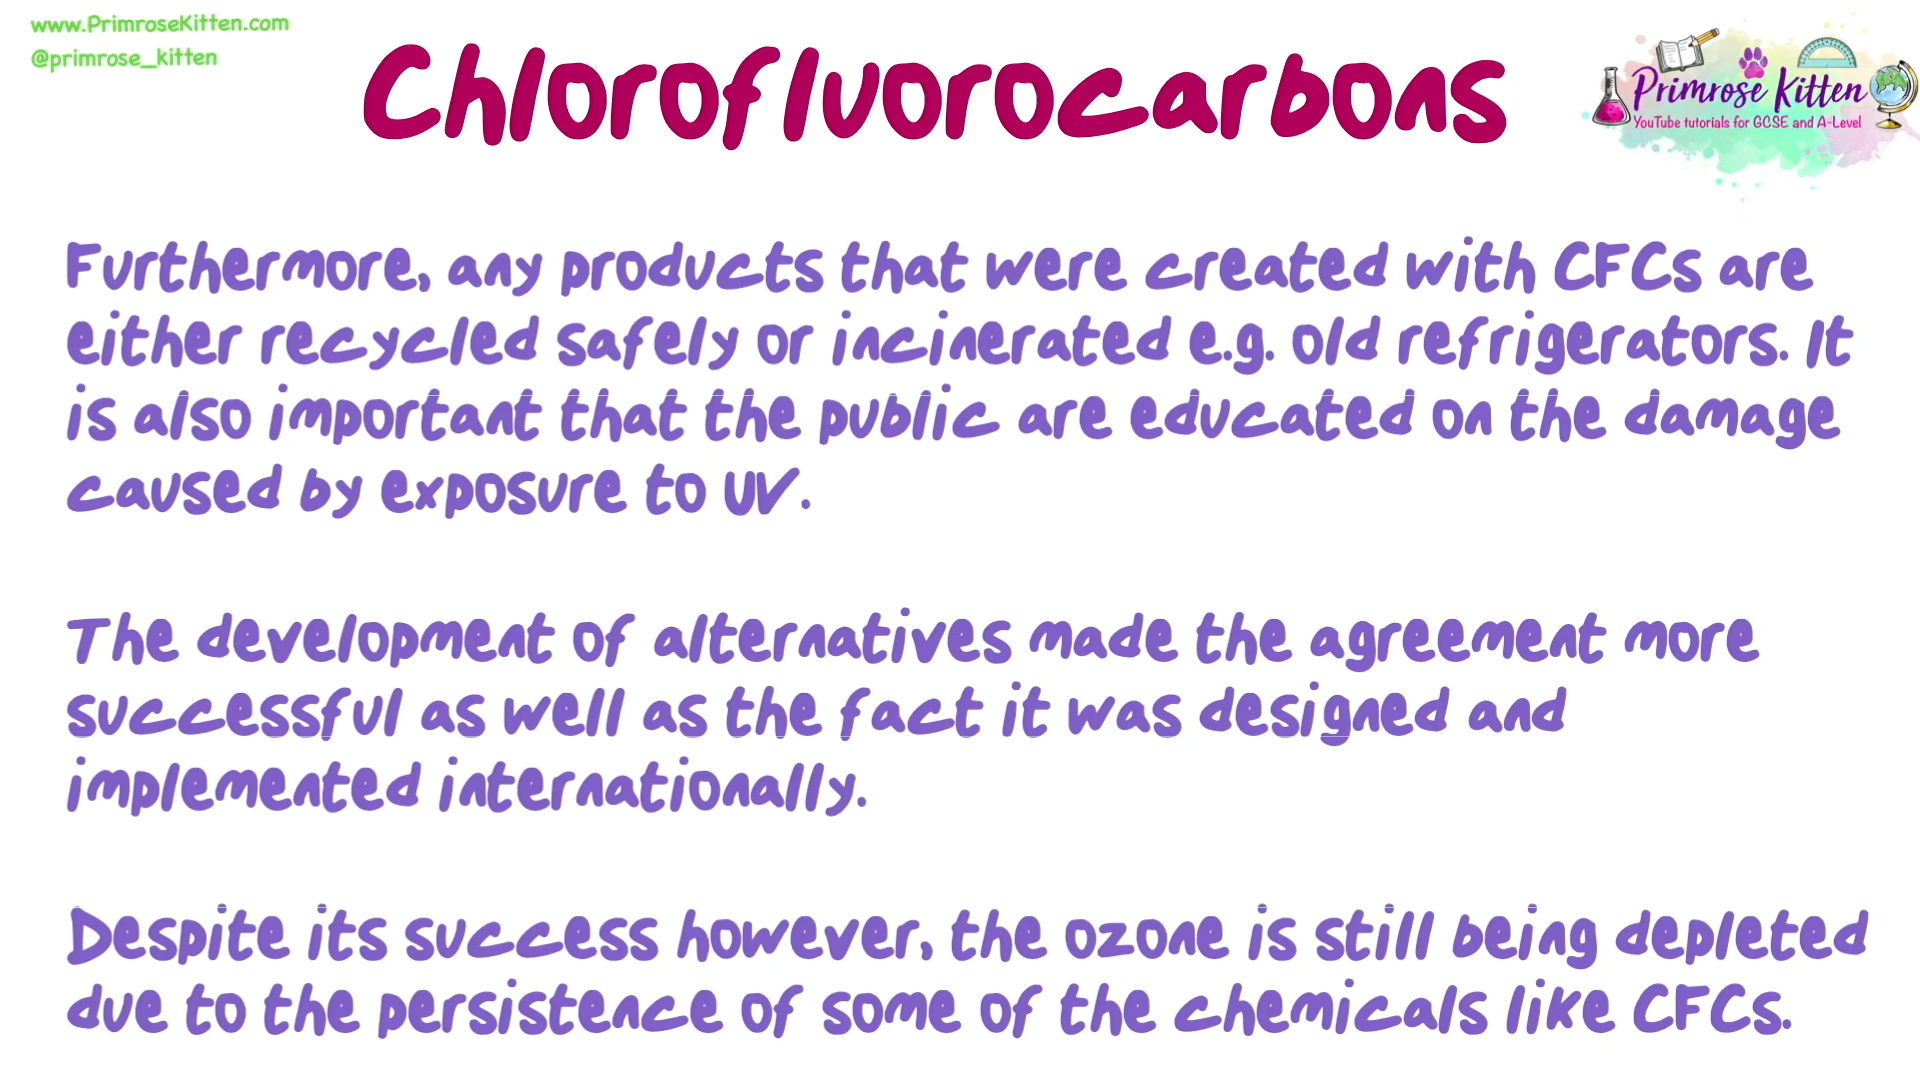 www.PrimroseKitten.com
@primrose_kitten
Chlorofluorocarbons
Primrose Kitten
YouTube tutorials for GCSE and A-Level
Furthermore, any products that were created with CFCs are
either recycled safely or incinerated e.g. old refrigerators. It
is also important that the public are educated on the damage
caused by exposure to UV.
The development of alternatives made the agreement more
successful as well as the fact it was designed and
implemented internationally.
Despite its success however, the ozone is still being depleted
due to the persistence of some of the chemicals like CFCs.